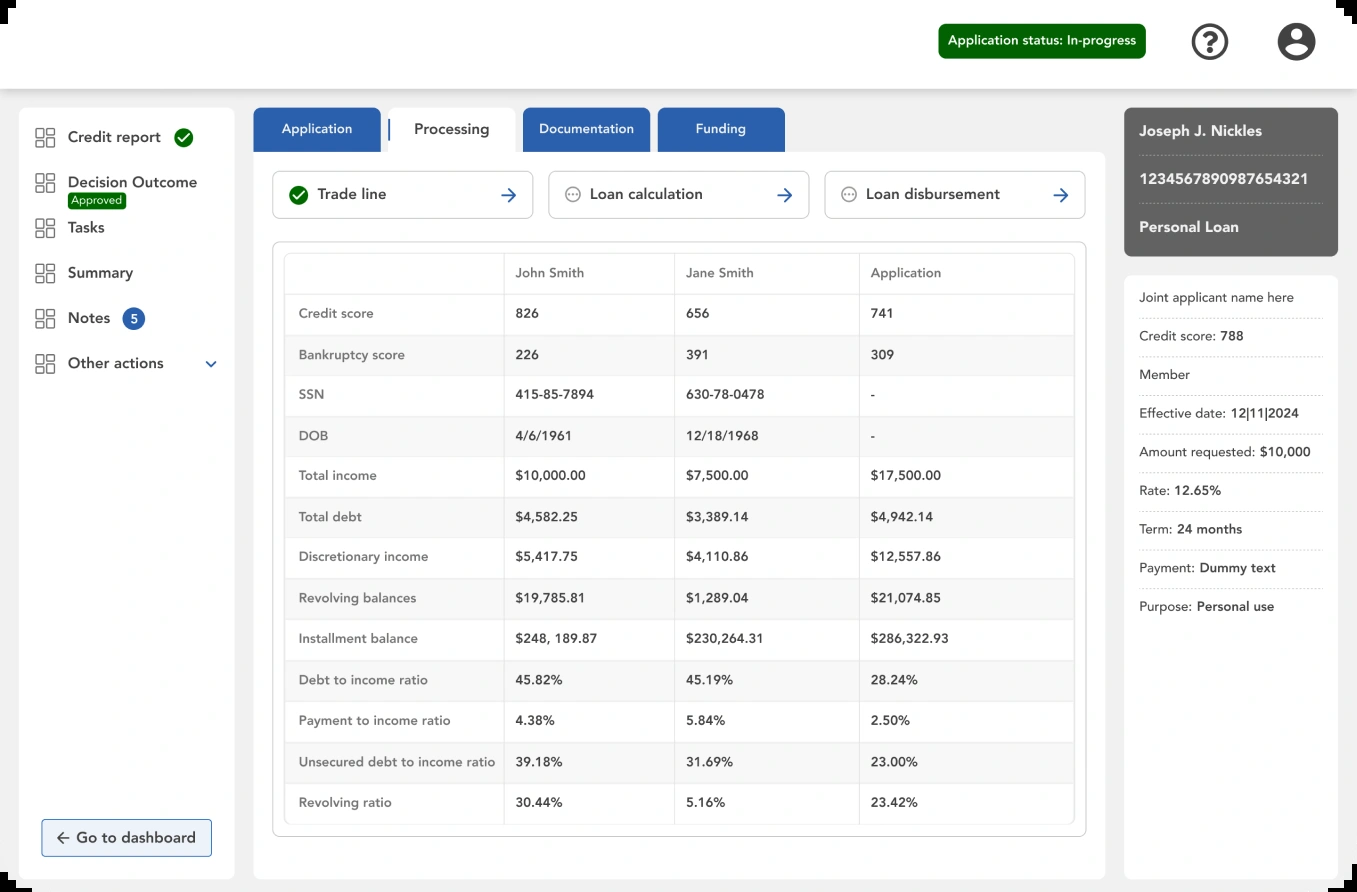 Application status: In-progress
Credit report
Decision Outcome
Approved
Tasks
Summary
Notes 5
Other actions
Go to dashboard
Application Processing Documentation Funding
Trade line Loan calculation Loan disbursement
John Smith Jane Smith Application
Credit score 826 656 741
Bankruptcy score 226 391 309
SSN 415-85-7894 630-78-0478 -
DOB 4/6/1961 12/18/1968 -
Total income $10,000.00 $7,500.00 $17,500.00
Total debt $4,582.25 $3,389.14 $4,942.14
Discretionary income $5,417.75 $4,110.86 $12,557.86
Revolving balances $19,785.81 $1,289.04 $21,074.85
Installment balance $248, 189.87 $230,264.31 $286,322.93
Debt to income ratio 45.82% 45.19% 28.24%
Payment to income ratio 4.38% 5.84% 2.50%
Unsecured debt to income ratio 39.18% 31.69% 23.00%
Revolving ratio 30.44% 5.16% 23.42%
Joseph J. Nickles
1234567890987654321
Personal Loan
Joint applicant name here
Credit score: 788
Member
Effective date: 12|11|2024
Amount requested: $10,000
Rate: 12.65%
Term: 24 months
Payment: Dummy text
Purpose: Personal use